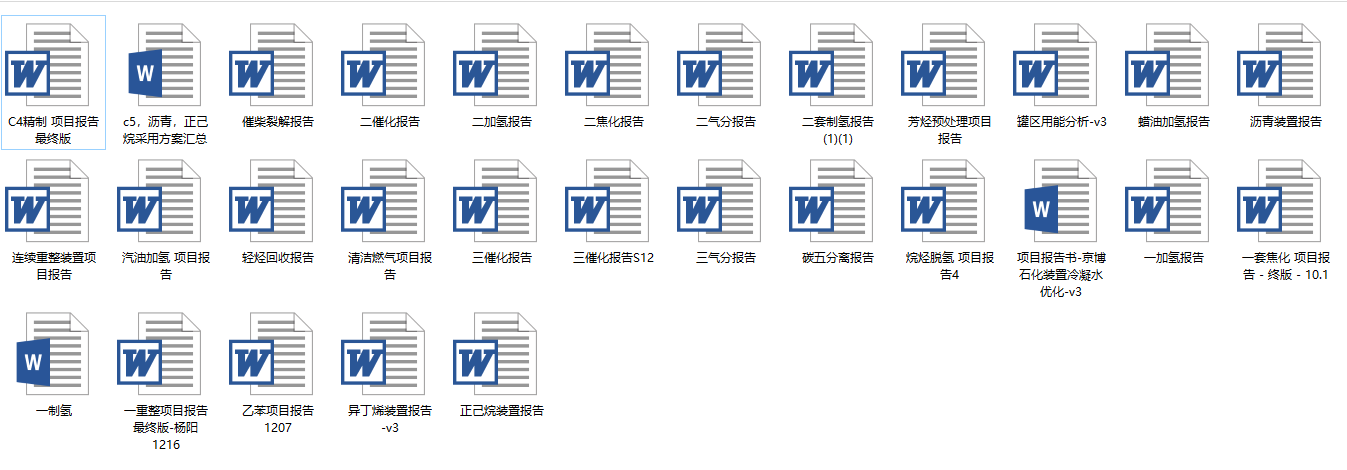 C4精制 项目报告
最终版
c5，沥青，正己
烷采用方案汇总
催柴裂解报告
二催化报告
二加氢报告
二焦化报告
二气分报告
二套制氢报告
(1)(1)
芳烃预处理项目
报告
罐区用能分析-v3
蜡油加氢报告
沥青装置报告
连续重整装置项
目报告
汽油加氢 项目报
告
轻烃回收报告
清洁燃气项目报
告
三催化报告
三催化报告S12
三气分报告
碳五分离报告
烷烃脱氢 项目报
告4
项目报告书-京博
石化装置冷凝水
优化-v3
一加氢报告
一套焦化 项目报
告 - 终版 - 10.1
一制氢
一重整项目报告
最终版-杨阳
1216
乙苯项目报告
1207
异丁烯装置报告
-v3
正己烷装置报告